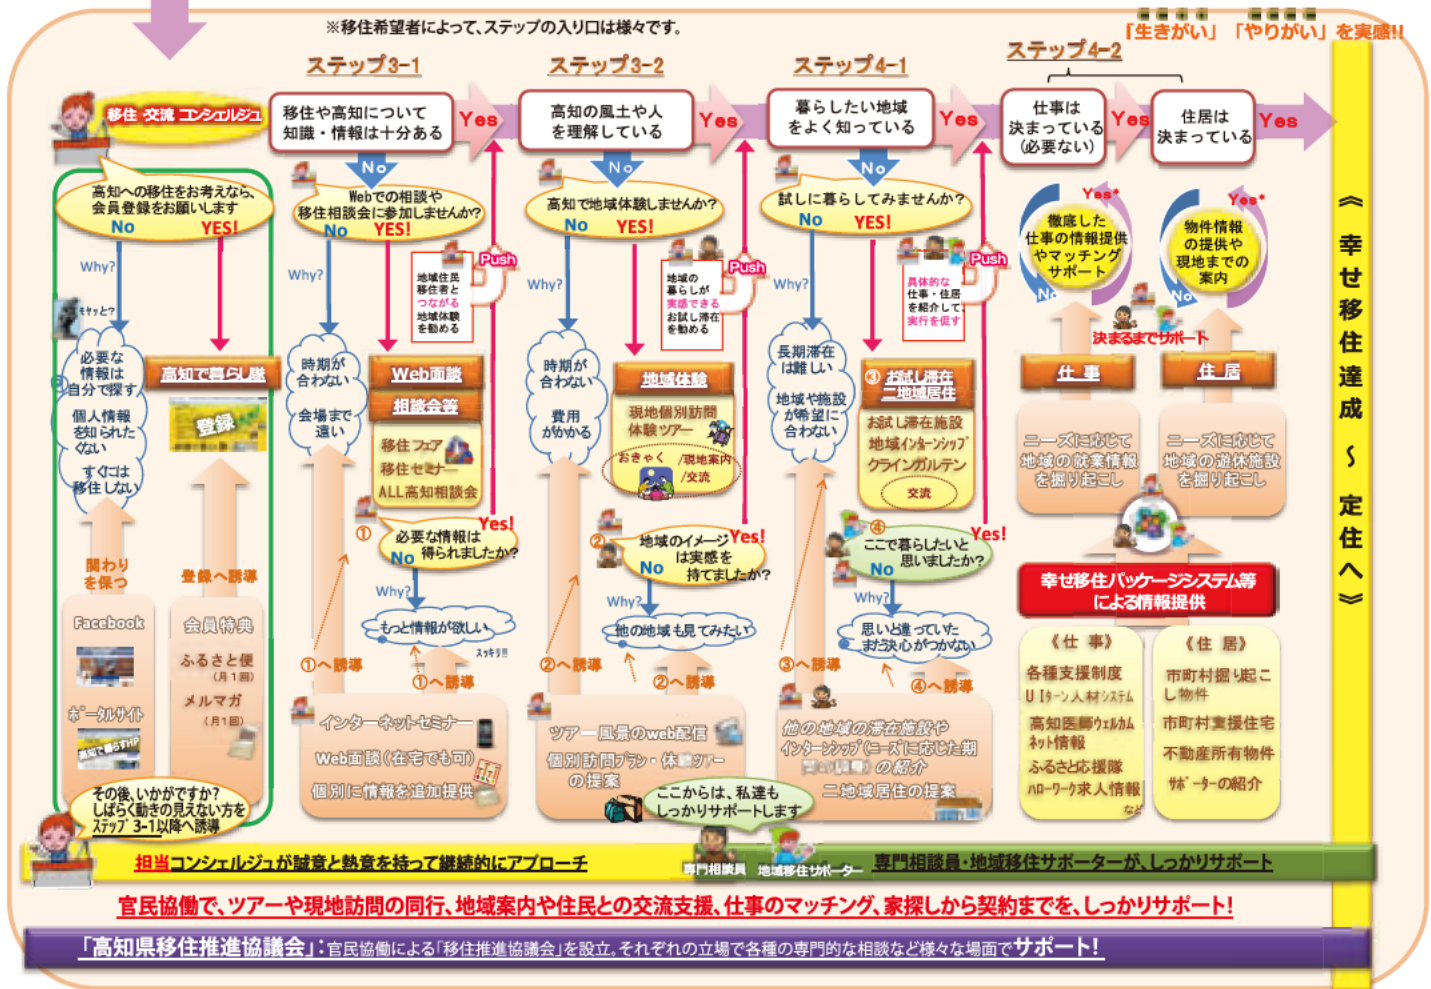 ※移住希望者によって、ステップの入り口は様々です。
「生きがい」「やりがい」を実感!!
ステップ3-1
ステップ3-2
ステップ4-1
ステップ4-2
移住・交流 コンシェルジュ
移住や高知について
知識・情報は十分ある
Yes
高知の風土や人
を理解している
Yes
暮らしたい地域
をよく知っている
Yes
仕事は
決まっている
(必要ない)
Yes
住居は
決まっている
Yes
高知への移住をお考えなら、
会員登録をお願いします
No
YES!
Why?
ギャッと?
必要な
情報は
自分で探す
個人情報
を知られた
くない
すぐには
移住しない
高知で暮らし隊
登録
関わり
を保つ
登録へ誘導
Facebook
ポータルサイト
高知で暮らすHP
会員特典
ふるさと便
(月1回)
メルマガ
(月1回)
その後、いかがですか?
しばらく動きの見えない方を
ステップ3-1以降へ誘導
No
Webでの相談や
移住相談会に参加しませんか?
No
YES!
Why?
Push
地域住民
移住者と
つながる
地域体験
を勧める
時期が
合わない
会場まで
遠い
Web面談
相談会等
移住フェア
移住セミナー
ALL高知相談会
①
必要な情報は
得られましたか?
No
Yes!
Why?
もっと情報が欲しい
スッキリ!!
①へ誘導
①へ誘導
インターネットセミナー
Web面談(在宅でも可)
個別に情報を追加提供
No
高知で地域体験しませんか?
No
YES!
Why?
Push
地域の
暮らしが
実感できる
お試し滞在
を勧める
時期が
合わない
費用
がかかる
地域体験
現地個別訪問
体験ツアー
おきゃく
/現地案内
/交流
②
地域のイメージ
は実感を
持てましたか?
No
Yes!
Why?
他の地域も見てみたい
②へ誘導
②へ誘導
ツアー風景のweb配信
個別訪問プラン・体験ツアー
の提案
No
試しに暮らしてみませんか?
No
YES!
Why?
Push
具体的な
仕事・住居
を紹介して、
実行を促す
長期滞在
は難しい
地域や施設
が希望に
合わない
③ お試し滞在
二地域居住
お試し滞在施設
地域インターンシップ
クラインガルテン
交流
④
ここで暮らしたいと
思いましたか?
No
Yes!
Why?
思いと違っていた
まだ決心がつかない
③へ誘導
④へ誘導
他の地域の滞在施設や
インターンシップ(ニーズに応じた期
の紹介
二地域居住の提案
ここからは、私達も
しっかりサポートします
Yes*
徹底した
仕事の情報提供
やマッチング
サポート
No
Yes*
物件情報
の提供や
現地までの
案内
No
決まるまでサポート
仕事
住居
ニーズに応じて
地域の就業情報
を掘り起こし
ニーズに応じて
地域の遊休施設
を掘り起こし
幸せ移住パッケージシステム等
による情報提供
《仕 事》
各種支援制度
UIターン人材システム
高知医師ウェルカム
ネット情報
ふるさと応援隊
ハローワーク求人情報
など
《住 居》
市町村掘り起こ
し物件
市町村支援住宅
不動産所有物件
サポーターの紹介
《幸せ移住達成~定住へ》
担当コンシェルジュが誠意と熱意を持って継続的にアプローチ
専門相談員
地域移住サポーター
専門相談員・地域移住サポーターが、しっかりサポート
官民協働で、ツアーや現地訪問の同行、地域案内や住民との交流支援、仕事のマッチング、家探しから契約までを、しっかりサポート!
「高知県移住推進協議会」:官民協働による「移住推進協議会」を設立。それぞれの立場で各種の専門的な相談など様々な場面でサポート!